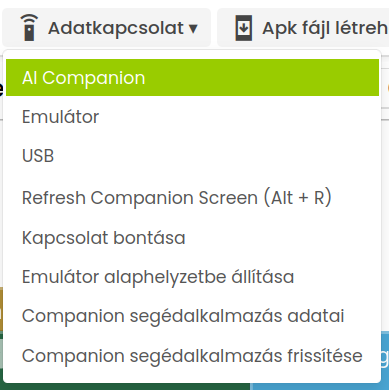 Adatkapcsolat ▾ Apk fájl létreh
AI Companion
Emulátor
USB
Refresh Companion Screen (Alt + R)
Kapcsolat bontása
Emulátor alaphelyzetbe állítása
Companion segédalkalmazás adatai
Companion segédalkalmazás frissítése